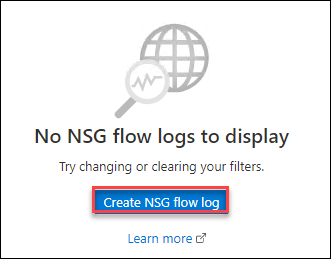 No NSG flow logs to display
Try changing or clearing your filters.
Create NSG flow log
Learn more